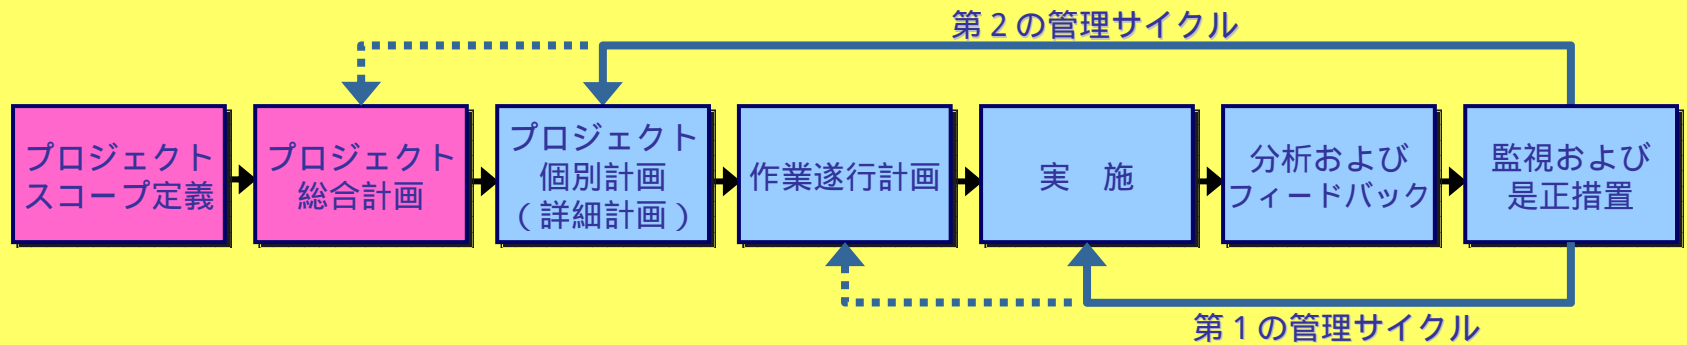 第２の管理サイクル
プロジェクト
スコープ定義
プロジェクト
総合計画
プロジェクト
個別計画
（詳細計画）
作業遂行計画
実　施
分析および
フィードバック
監視および
是正措置
第１の管理サイクル